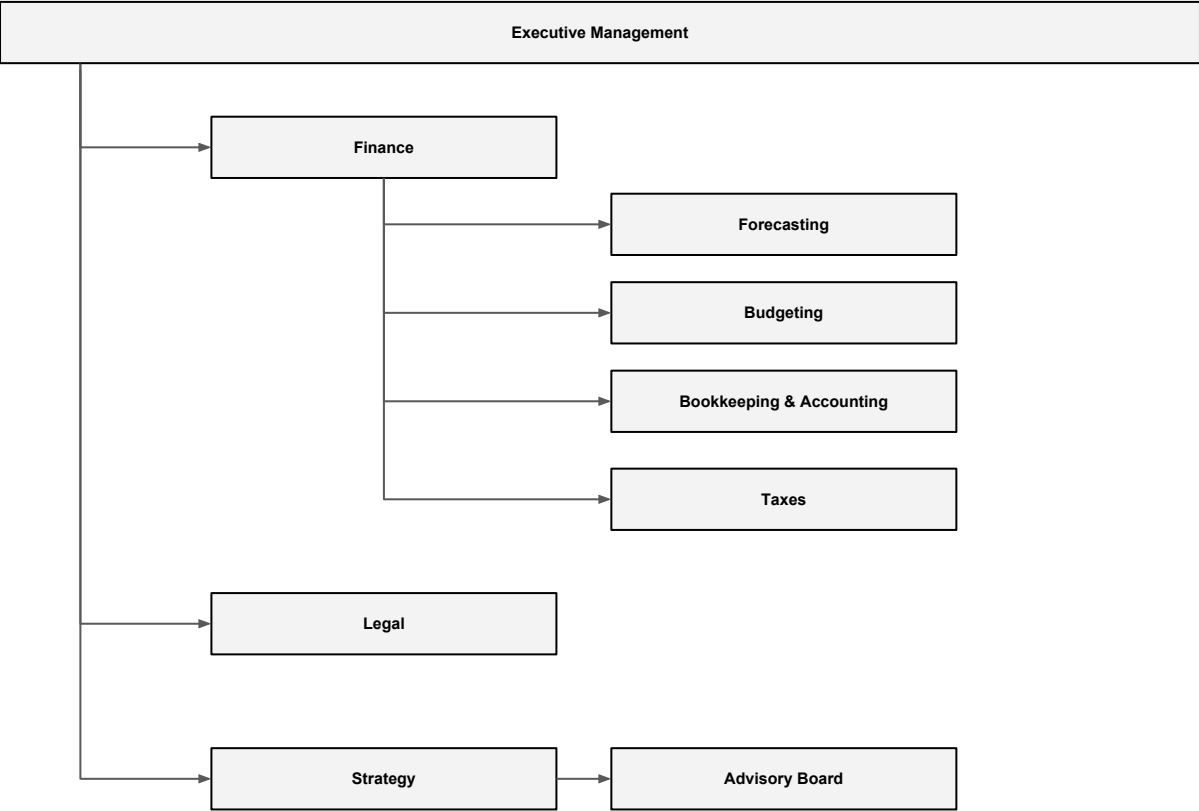 Executive Management
Finance
Forecasting
Budgeting
Bookkeeping & Accounting
Taxes
Legal
Strategy
Advisory Board